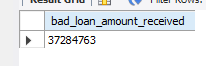 Result Grid Filter Rows:
bad_loan_amount_received
37284763